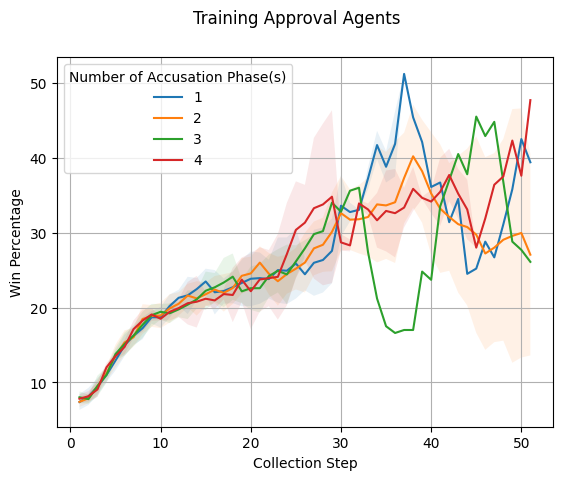 Training Approval Agents
Number of Accusation Phase(s)
1
2
3
4
50
40
30
20
10
Win Percentage
0 10 20 30 40 50
Collection Step